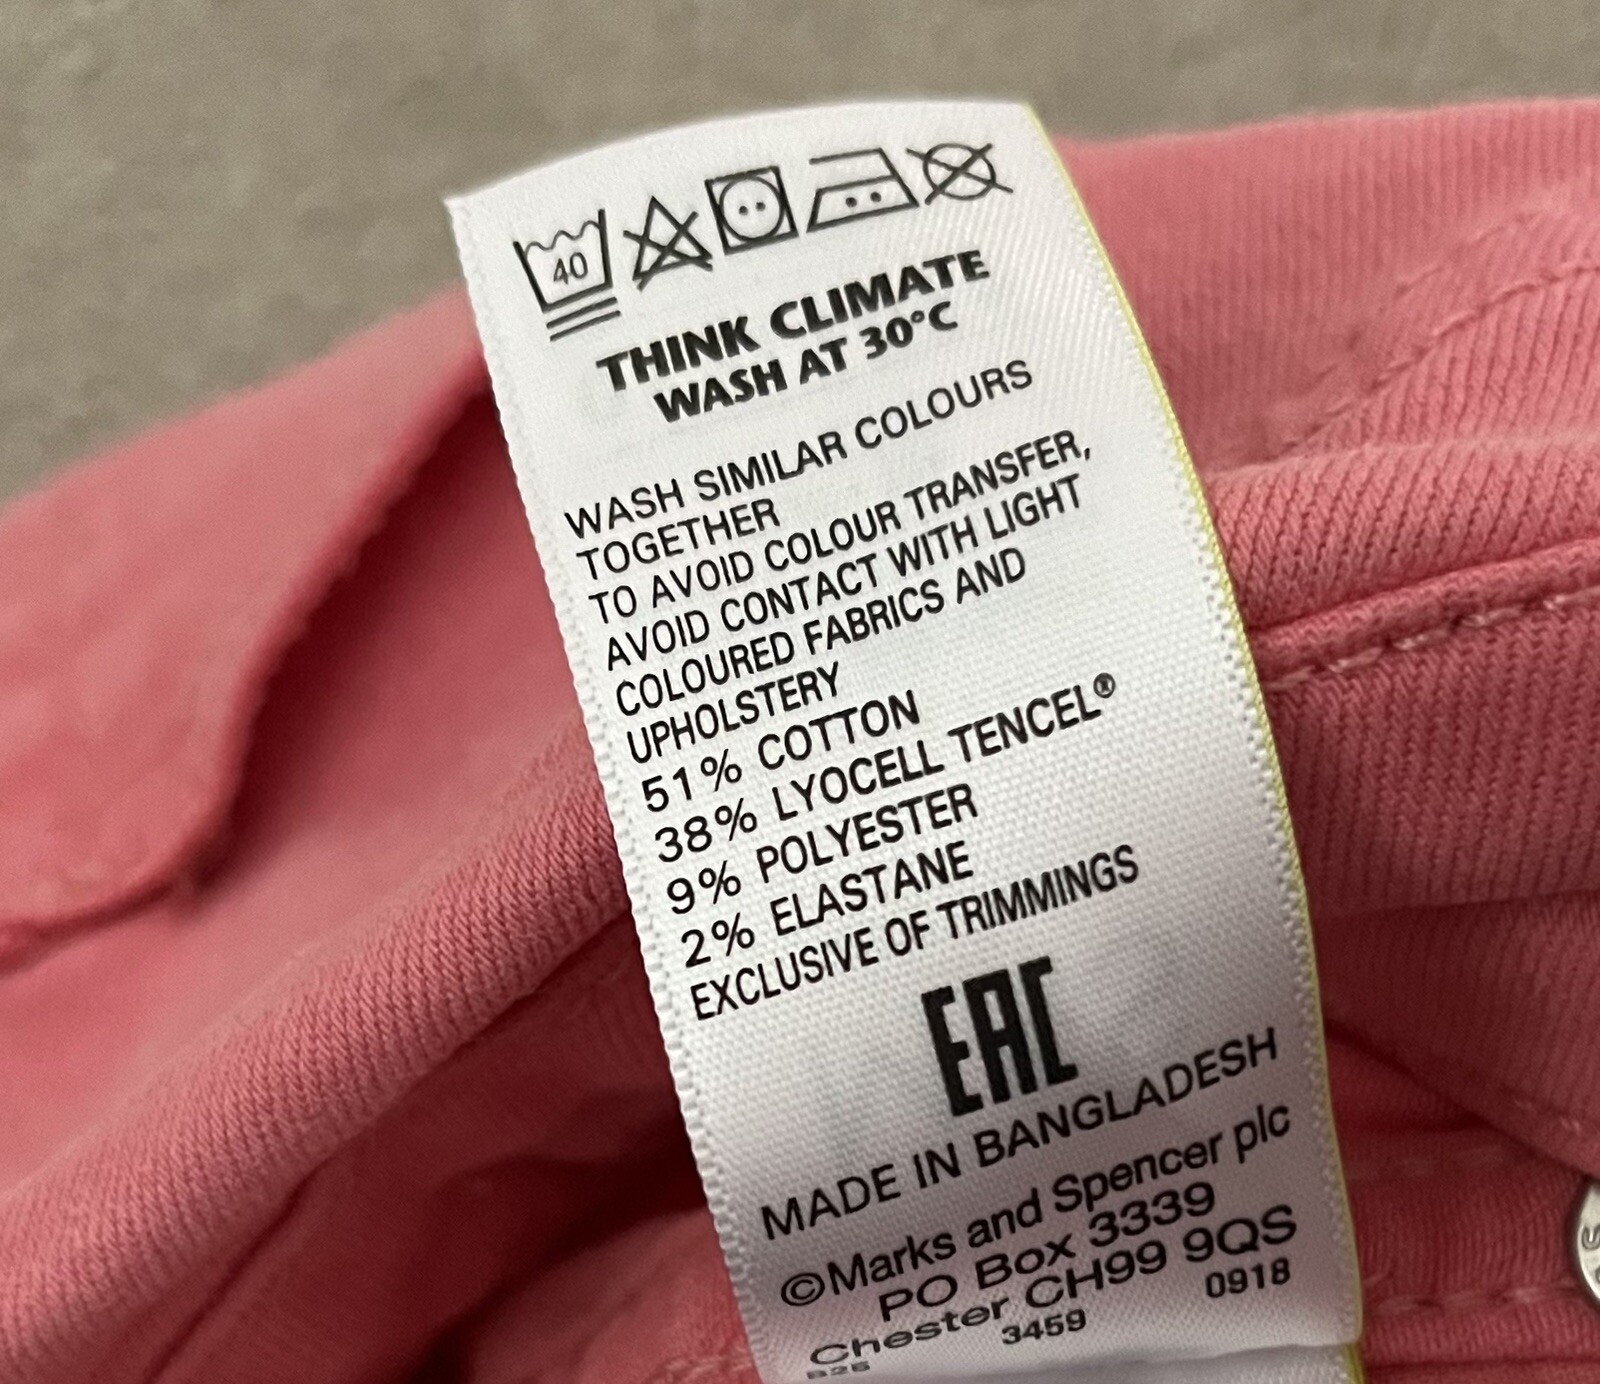 40
THINK CLIMATE
WASH AT 30°C
WASH SIMILAR COLOURS
TOGETHER
TO AVOID COLOUR TRANSFER,
AVOID CONTACT WITH LIGHT
COLOURED FABRICS AND
UPHOLSTERY
51% COTTON
38% LYOCELL TENCEL®
9% POLYESTER
2% ELASTANE
EXCLUSIVE OF TRIMMINGS
EAC
MADE IN BANGLADESH
©Marks and Spencer plc
PO Box 3339
Chester CH99 9QS
3459 0918